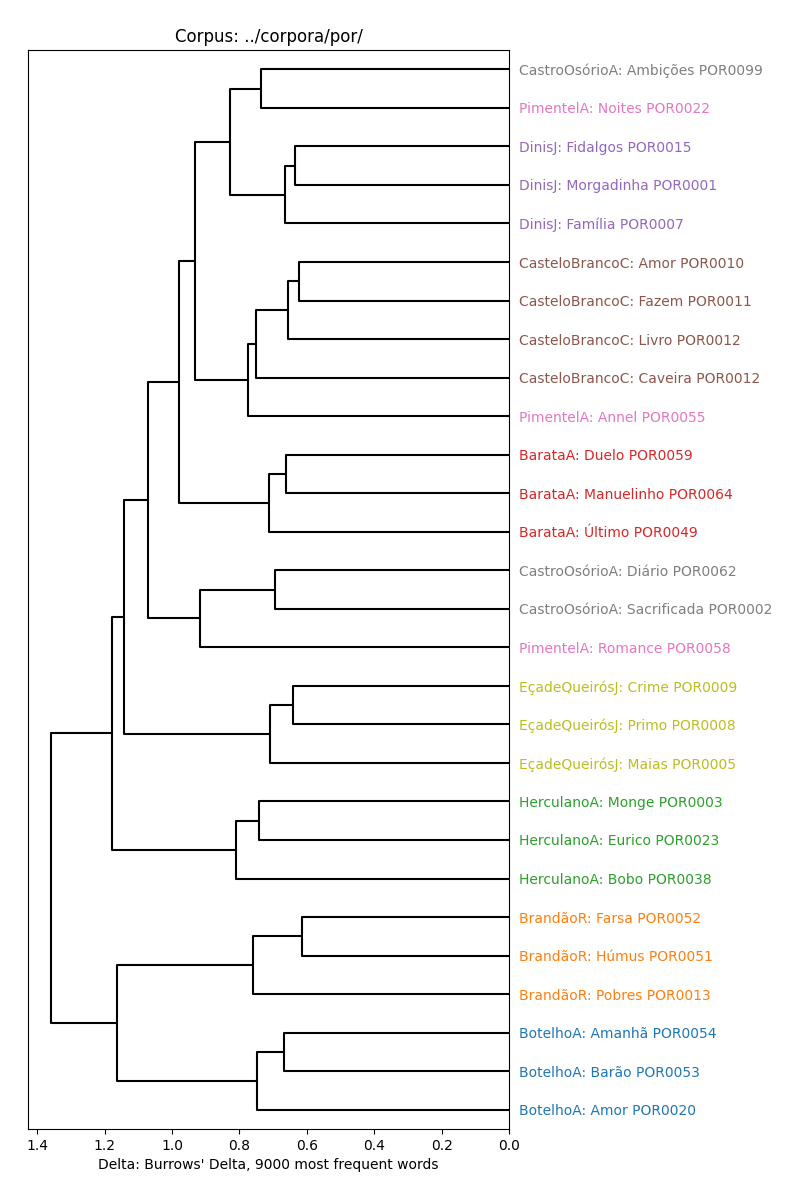 Corpus: ../corpora/por/
CastroOsórioA: Ambições POR0099
PimentelA: Noites POR0022
DinisJ: Fidalgos POR0015
DinisJ: Morgadinha POR0001
DinisJ: Família POR0007
CasteloBrancoC: Amor POR0010
CasteloBrancoC: Fazem POR0011
CasteloBrancoC: Livro POR0012
CasteloBrancoC: Caveira POR0012
PimentelA: Annel POR0055
BarataA: Duelo POR0059
BarataA: Manuelinho POR0064
BarataA: Último POR0049
CastroOsórioA: Diário POR0062
CastroOsórioA: Sacrificada POR0002
PimentelA: Romance POR0058
EçadeQueirósJ: Crime POR0009
EçadeQueirósJ: Primo POR0008
EçadeQueirósJ: Maias POR0005
HerculanoA: Monge POR0003
HerculanoA: Eurico POR0023
HerculanoA: Bobo POR0038
BrandãoR: Farsa POR0052
BrandãoR: Húmus POR0051
BrandãoR: Pobres POR0013
BotelhoA: Amanhã POR0054
BotelhoA: Barão POR0053
BotelhoA: Amor POR0020
1.4 1.2 1.0 0.8 0.6 0.4 0.2 0.0
Delta: Burrows' Delta, 9000 most frequent words